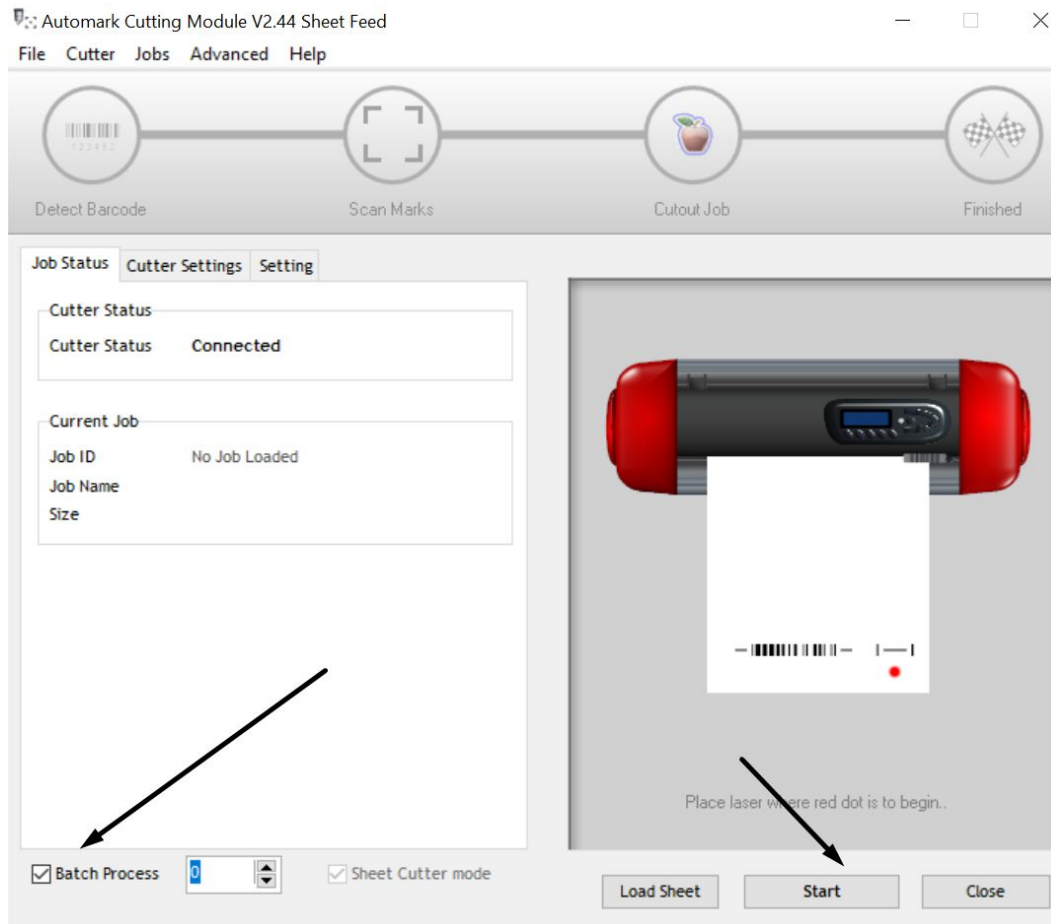 Automark Cutting Module V2.44 Sheet Feed
File Cutter Jobs Advanced Help
123452
Detect Barcode Scan Marks Cutout Job Finished
Job Status Cutter Settings Setting
Cutter Status
Cutter Status Connected
Current Job
Job ID No Job Loaded
Job Name
Size
Place laser where red dot is to begin..
Batch Process 0 Sheet Cutter mode
Load Sheet Start Close